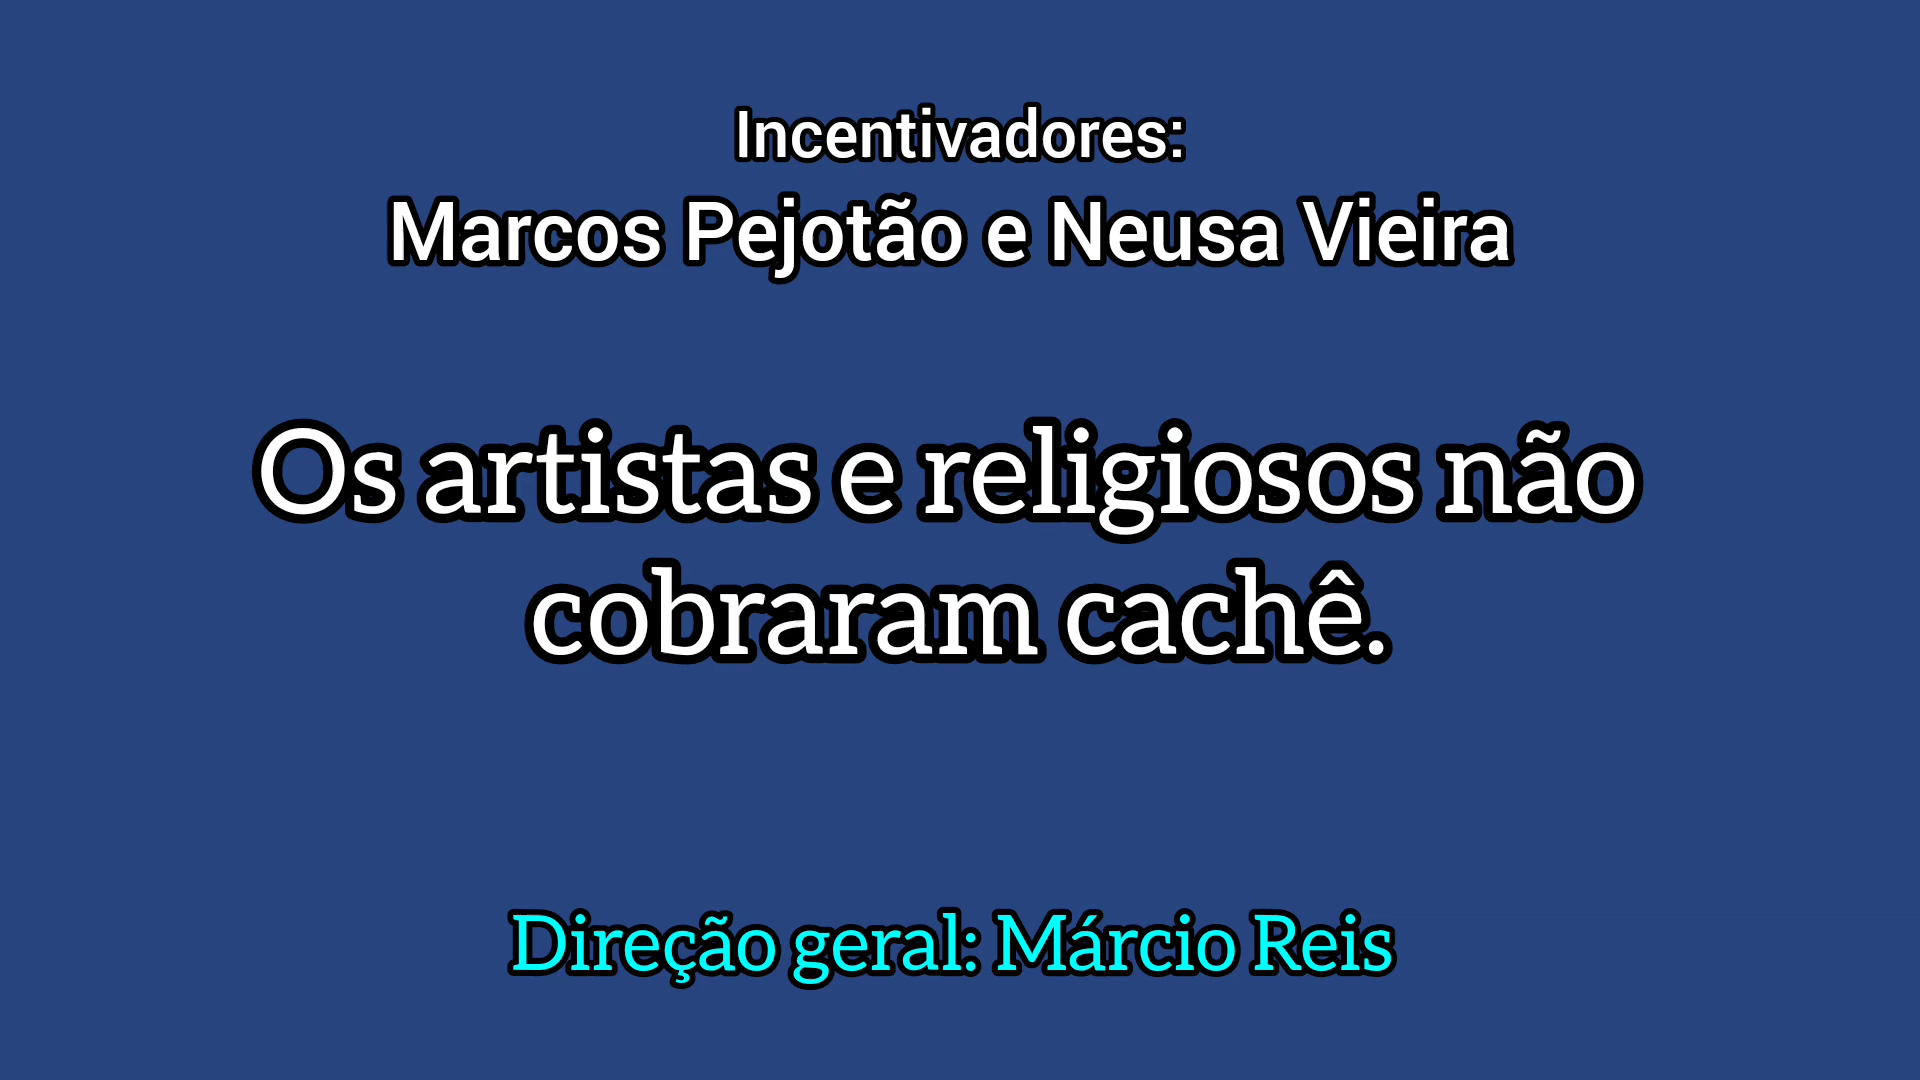 Incentivadores:
Marcos Pejotão e Neusa Vieira
Os artistas e religiosos não
cobraram cachê.
Direção geral: Márcio Reis